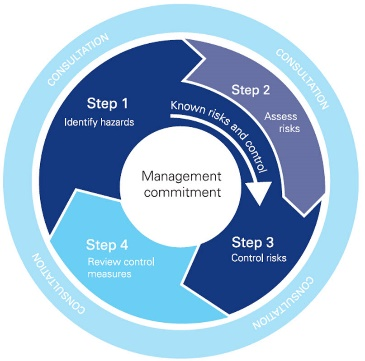 CONSULTATION
CONSULTATION
Step 1
Identify hazards
Step 2
Assess
risks
Known risks and control
Management
commitment
Step 4
Review control
measures
Step 3
Control risks
CONSULTATION
CONSULTATION